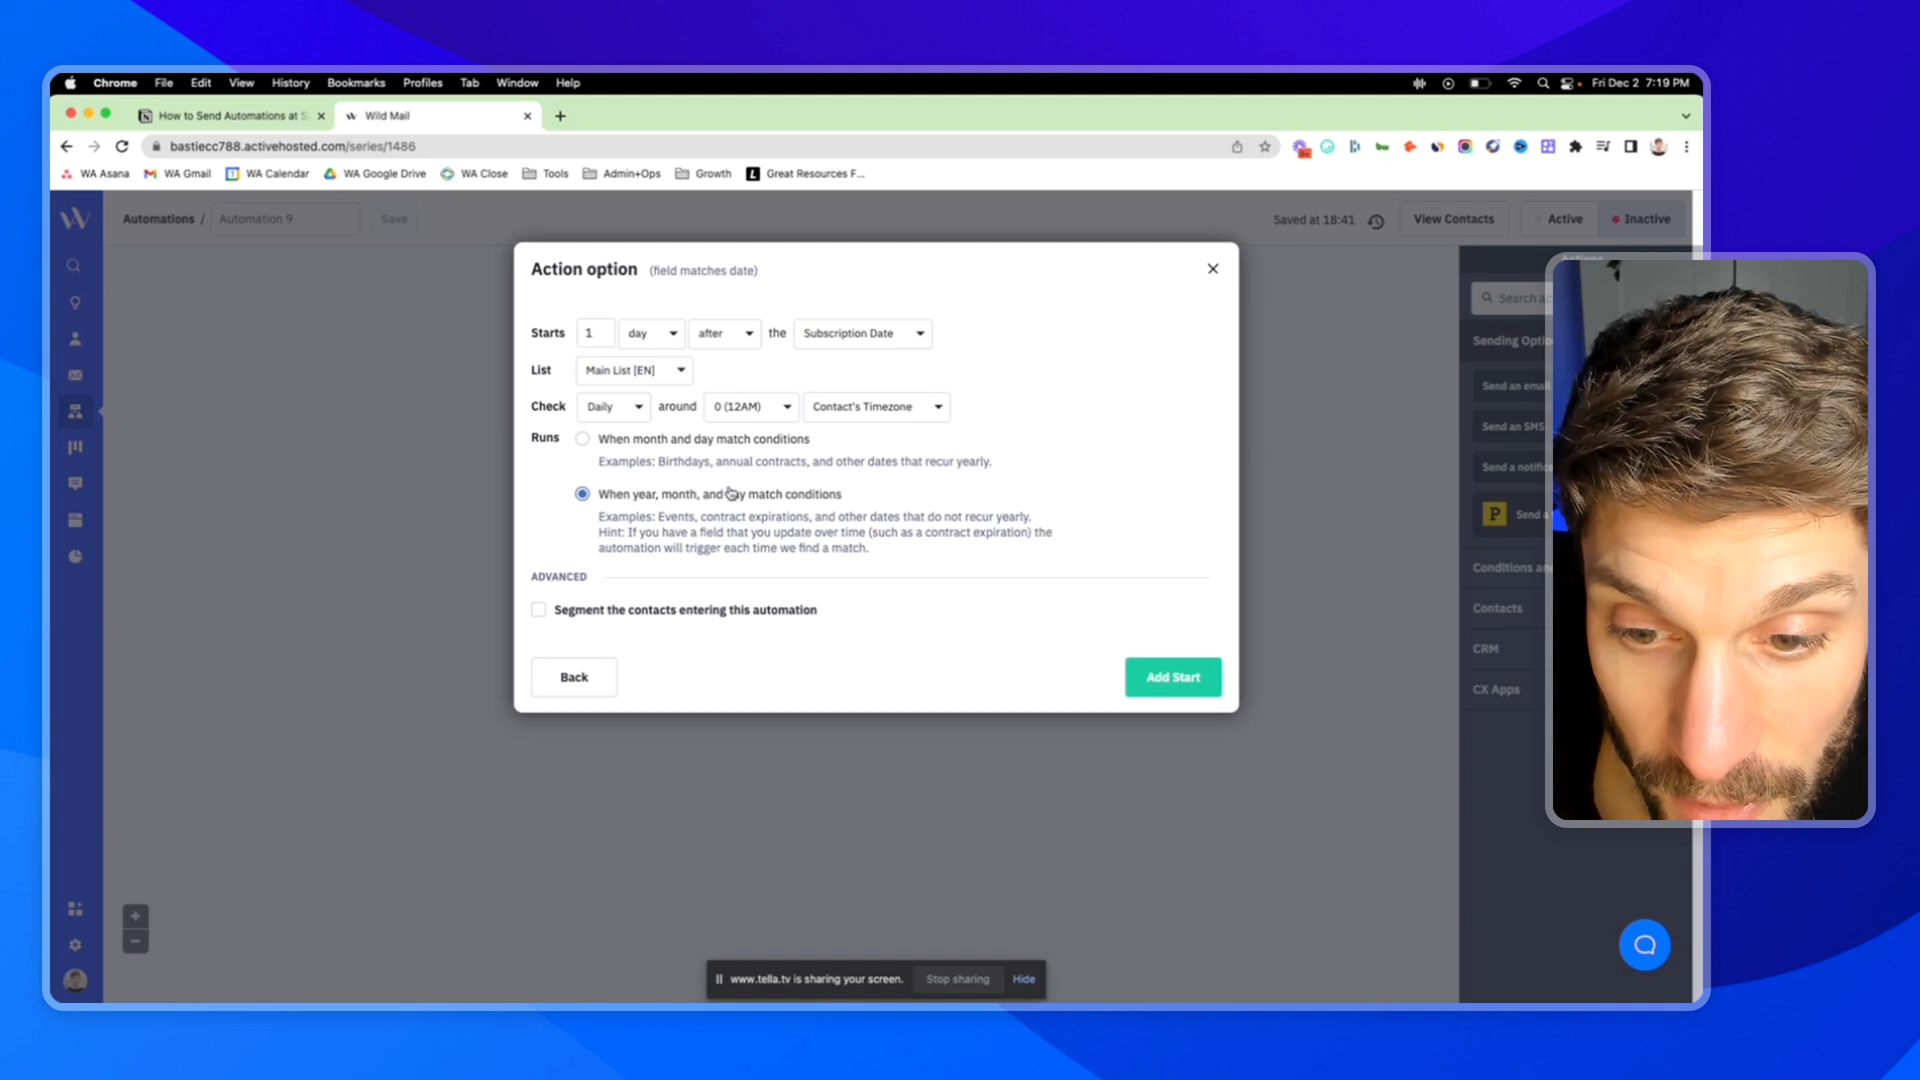 Chrome File Edit View History Bookmarks Profiles Tab Window Help Fri Dec 2 7:19 PM
How to Send Automations at S Wild Mail
bastiecc788.activehosted.com/series/1486
WA Asana WA Gmail WA Calendar WA Google Drive WA Close Tools Admin+Ops Growth Great Resources F...
Automations / Automation 9 Save Saved at 18:41 View Contacts Active Inactive
Action option (field matches date)
Starts 1 day after the Subscription Date
List Main List [EN]
Check Daily around 0 (12AM) Contact's Timezone
Runs When month and day match conditions
Examples: Birthdays, annual contracts, and other dates that recur yearly.
When year, month, and day match conditions
Examples: Events, contract expirations, and other dates that do not recur yearly.
Hint: If you have a field that you update over time (such as a contract expiration) the
automation will trigger each time we find a match.
ADVANCED
Segment the contacts entering this automation
Back Add Start
Actions
Search ac
Sending Optio
Send an email
Send an SMS
Send a notifica
P Send a
Conditions an
Contacts
CRM
CX Apps
www.tella.tv is sharing your screen. Stop sharing Hide